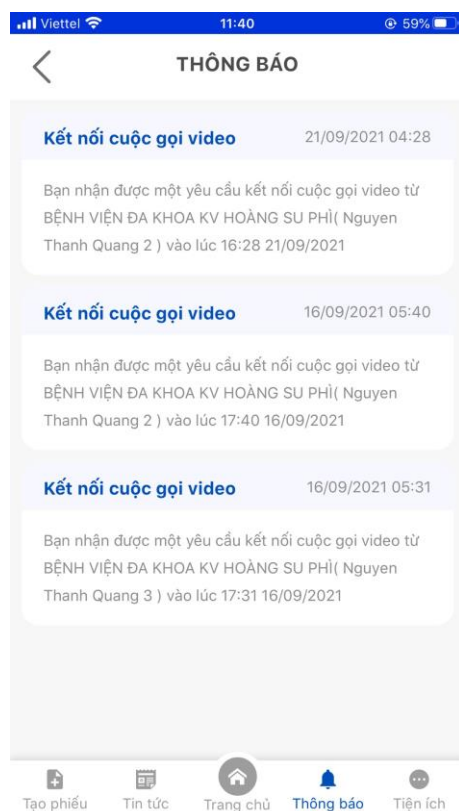 Viettel 11:40 59%
THÔNG BÁO
Kết nối cuộc gọi video 21/09/2021 04:28
Bạn nhận được một yêu cầu kết nối cuộc gọi video từ
BỆNH VIỆN ĐA KHOA KV HOÀNG SU PHÌ( Nguyen
Thanh Quang 2 ) vào lúc 16:28 21/09/2021
Kết nối cuộc gọi video 16/09/2021 05:40
Bạn nhận được một yêu cầu kết nối cuộc gọi video từ
BỆNH VIỆN ĐA KHOA KV HOÀNG SU PHÌ( Nguyen
Thanh Quang 2 ) vào lúc 17:40 16/09/2021
Kết nối cuộc gọi video 16/09/2021 05:31
Bạn nhận được một yêu cầu kết nối cuộc gọi video từ
BỆNH VIỆN ĐA KHOA KV HOÀNG SU PHÌ( Nguyen
Thanh Quang 3 ) vào lúc 17:31 16/09/2021
Tạo phiếu Tin tức Trang chủ Thông báo Tiện ích